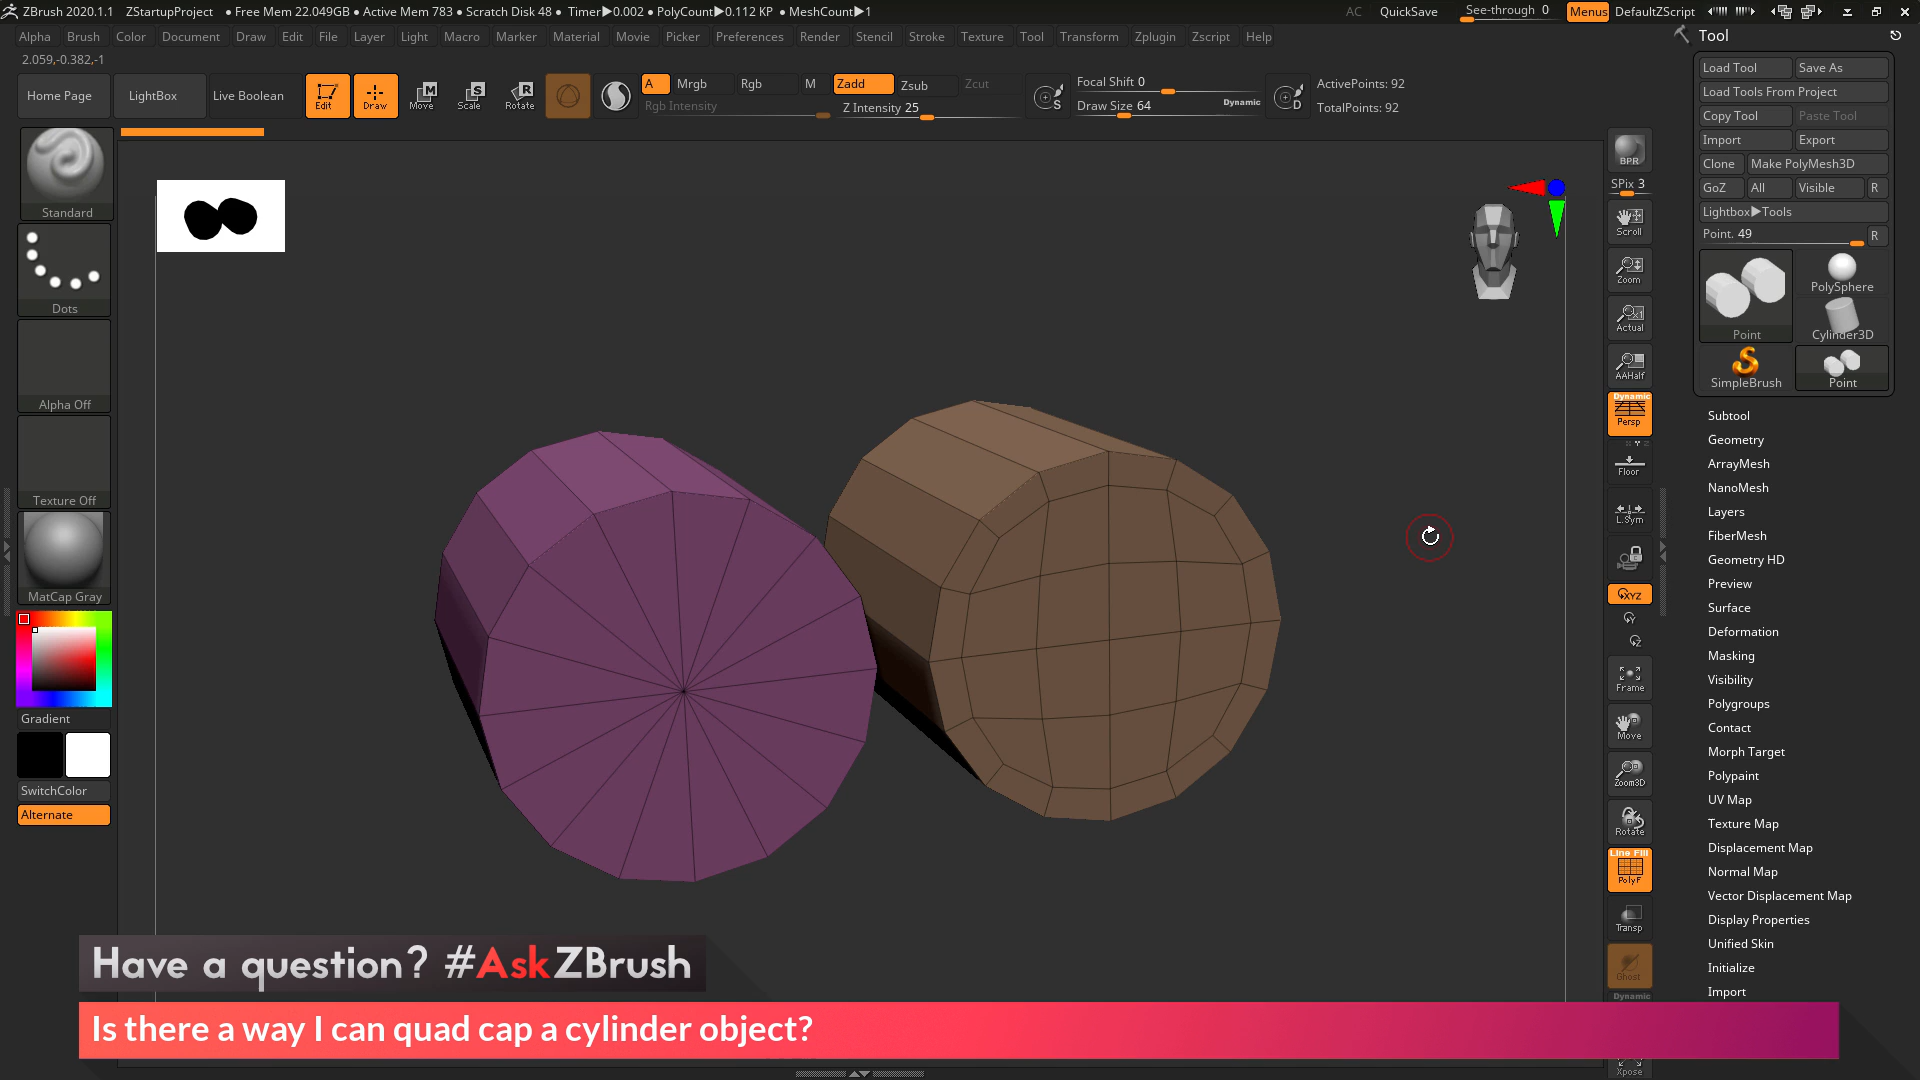 ZBrush 2020.1.1 ZStartupProject ● Free Mem 22.049GB ● Active Mem 783 ● Scratch Disk 48 ● Timer▶0.002 ● PolyCount▶0.112 KP ● MeshCount▶1 AC QuickSave See-through 0 Menus DefaultZScript
Alpha Brush Color Document Draw Edit File Layer Light Macro Marker Material Movie Picker Preferences Render Stencil Stroke Texture Tool Transform Zplugin Zscript Help
2.059,-0.382,-1
Home Page LightBox Live Boolean Edit Draw Move Scale Rotate
A Mrgb Rgb M Zadd Zsub Zcut
Rgb Intensity Z Intensity 25
S Focal Shift 0
Draw Size 64 Dynamic D
ActivePoints: 92
TotalPoints: 92
Standard
Dots
Alpha Off
Texture Off
MatCap Gray
Gradient
SwitchColor
Alternate
BPR
SPix 3
Scroll
Zoom
Actual
AAHalf
Dynamic
Persp
Floor
L.Sym
XYZ
Y
Z
Frame
Move
Zoom3D
Rotate
Line Fill
PolyF
Transp
Ghost
Dynamic
Xpose
Tool
Load Tool Save As
Load Tools From Project
Copy Tool Paste Tool
Import Export
Clone Make PolyMesh3D
GoZ All Visible R
Lightbox▶Tools
Point. 49 R
Point PolySphere
Cylinder3D
SimpleBrush Point
Subtool
Geometry
ArrayMesh
NanoMesh
Layers
FiberMesh
Geometry HD
Preview
Surface
Deformation
Masking
Visibility
Polygroups
Contact
Morph Target
Polypaint
UV Map
Texture Map
Displacement Map
Normal Map
Vector Displacement Map
Display Properties
Unified Skin
Initialize
Import
Have a question? #AskZBrush
Is there a way I can quad cap a cylinder object?